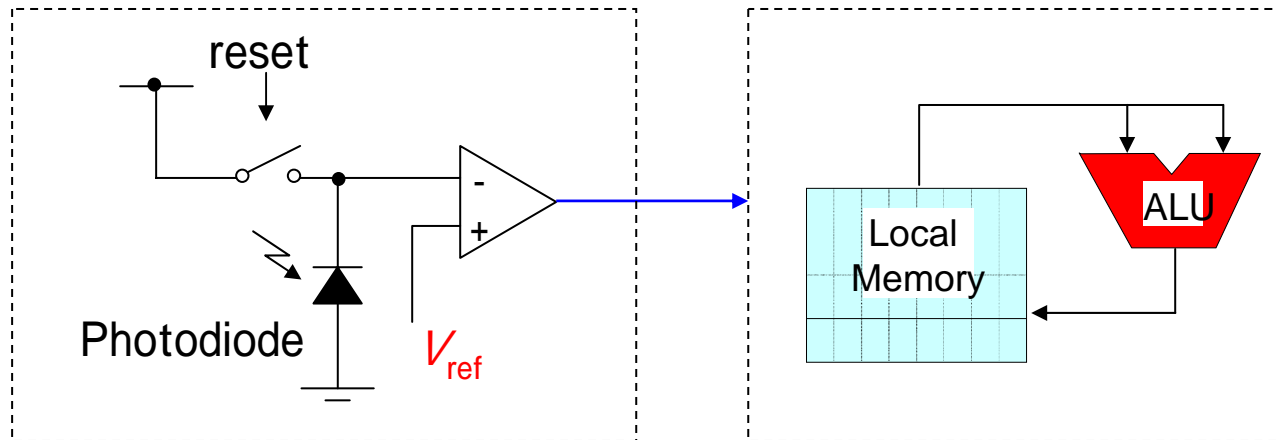 reset
-
+
Photodiode
Vref
Local
Memory
ALU